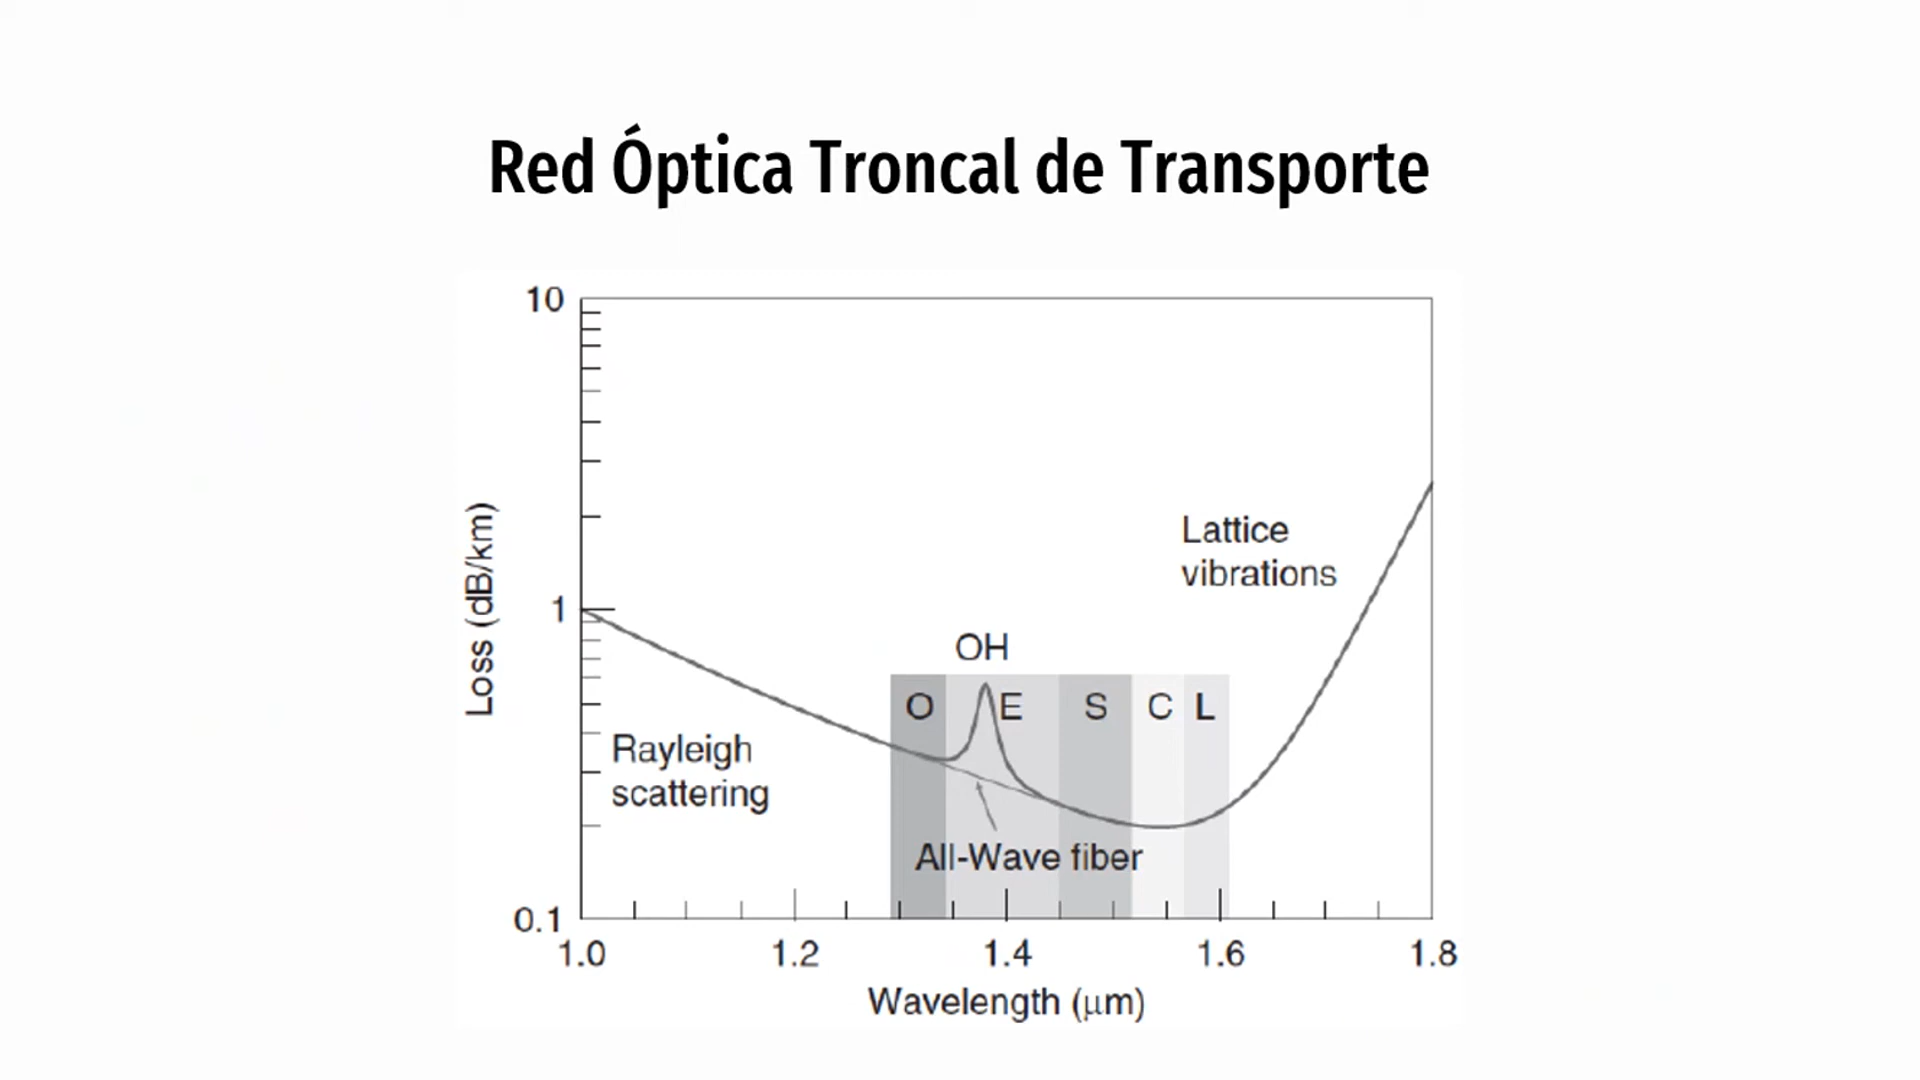 Red Óptica Troncal de Transporte
10
1
0.1
Loss (dB/km)
Lattice
vibrations
OH
O E S C L
Rayleigh
scattering
All-Wave fiber
1.0 1.2 1.4 1.6 1.8
Wavelength (μm)